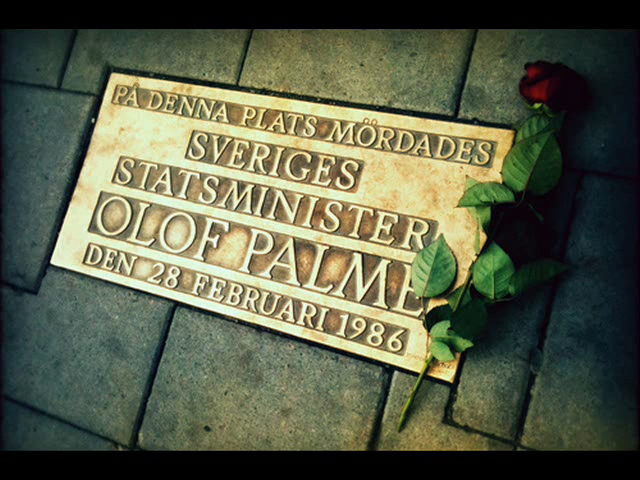 PÅ DENNA PLATS MÖRDADES
SVERIGES
STATSMINISTER
OLOF PALME
DEN 28 FEBRUARI 1986